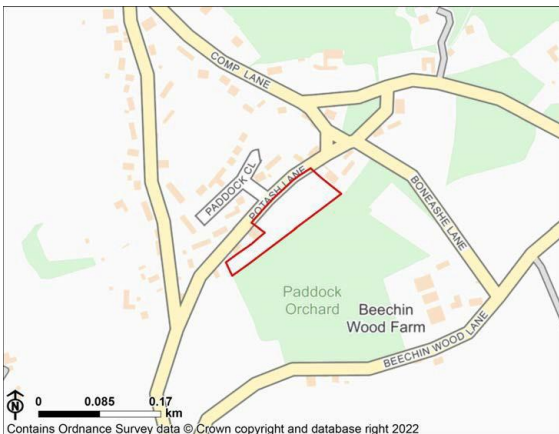 COMP LANE
PADDOCK CL
POTASH LANE
BONEASHE LANE
Paddock
Orchard
Beechin
Wood Farm
BEECHIN WOOD LANE
N
0 0.085 0.17
km
Contains Ordnance Survey data © Crown copyright and database right 2022